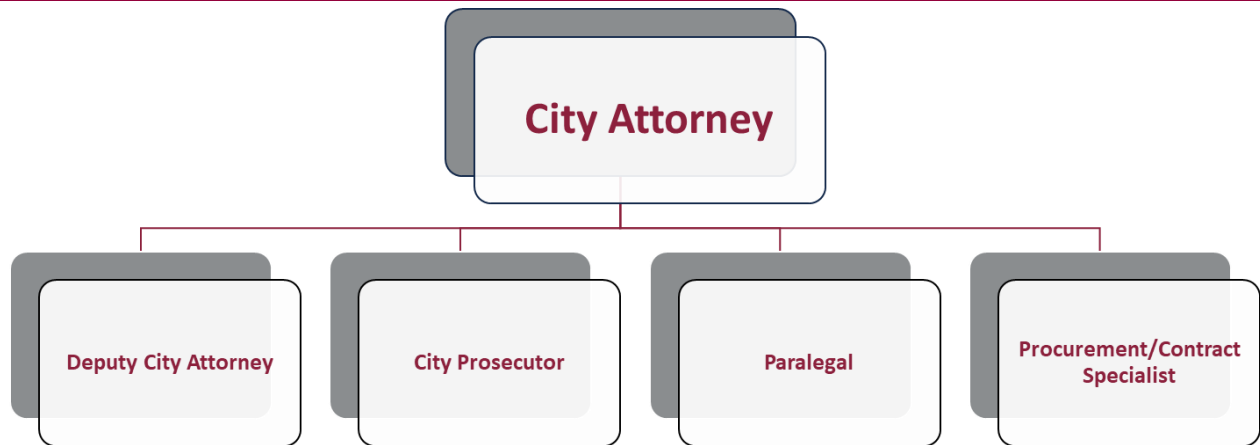 City Attorney
Deputy City Attorney
City Prosecutor
Paralegal
Procurement/Contract
Specialist